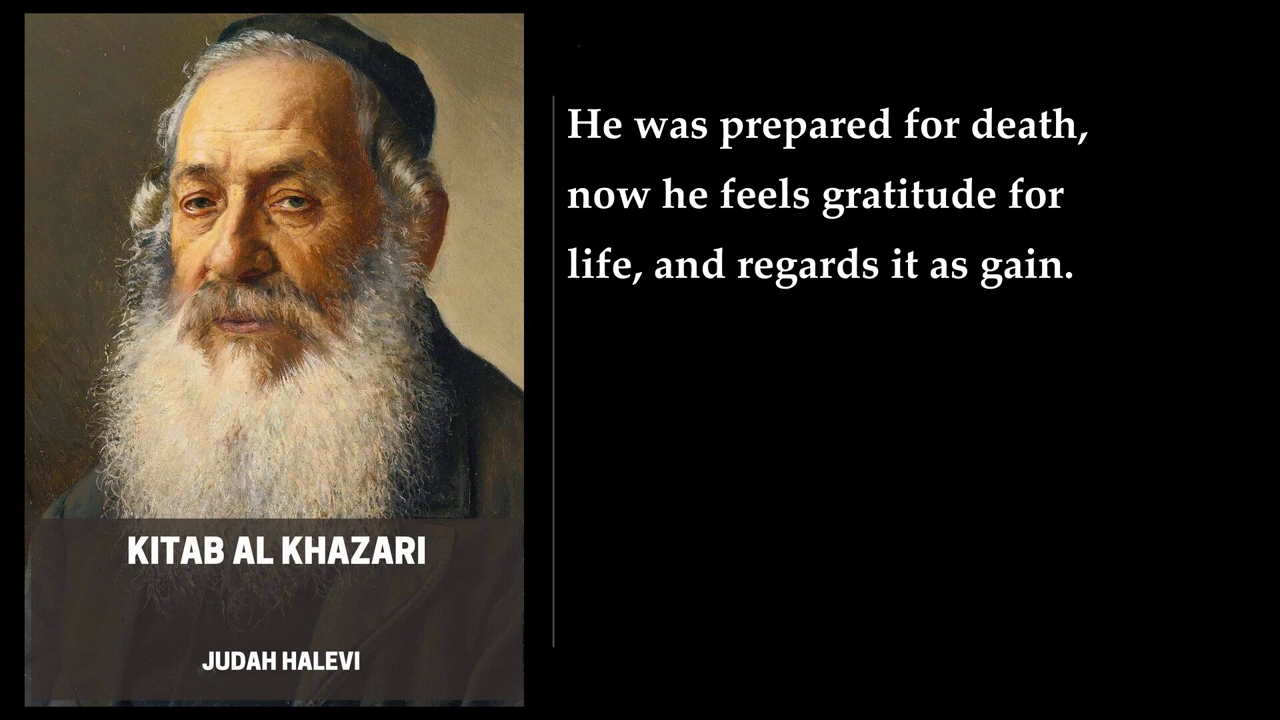 He was prepared for death,
now he feels gratitude for
life, and regards it as gain.
KITAB AL KHAZARI
JUDAH HALEVI